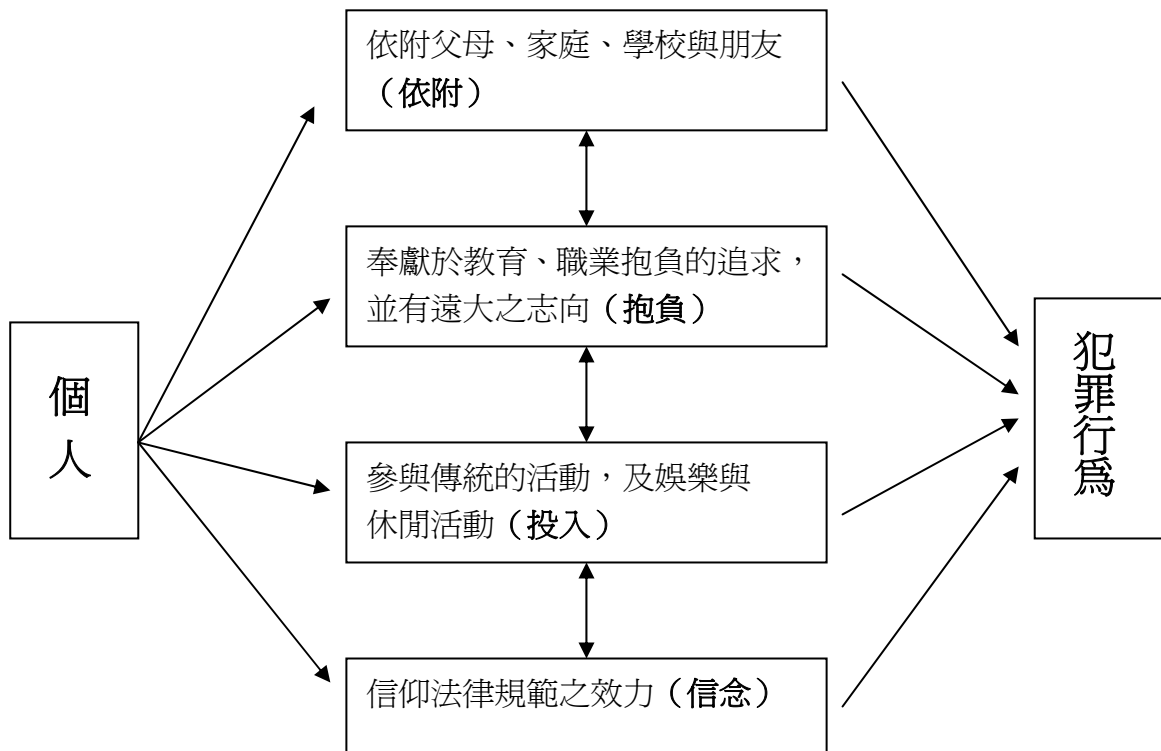 依附父母、家庭、學校與朋友
（依附）
奉獻於教育、職業抱負的追求，
並有遠大之志向（抱負）
個人
參與傳統的活動，及娛樂與
休閒活動（投入）
信仰法律規範之效力（信念）
犯罪行為